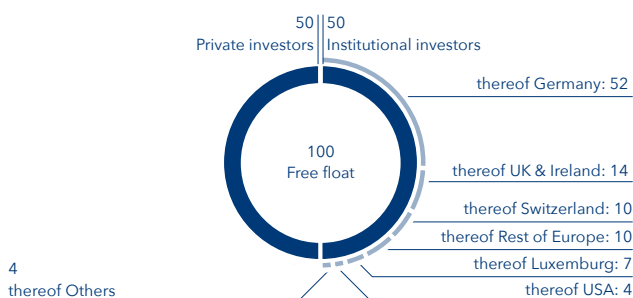 50 50
Private investors Institutional investors
thereof Germany: 52
100
Free float
thereof UK & Ireland: 14
thereof Switzerland: 10
thereof Rest of Europe: 10
thereof Luxemburg: 7
4
thereof Others
thereof USA: 4